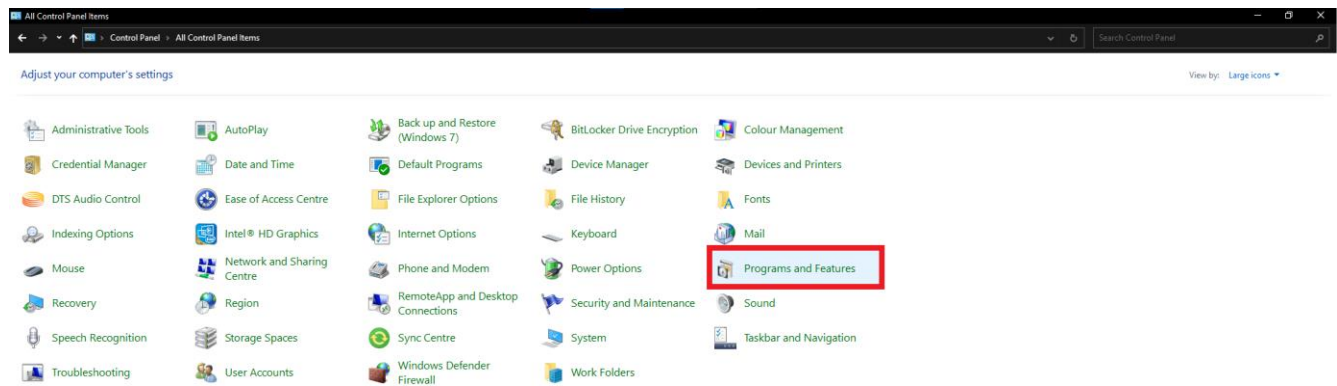 All Control Panel Items
Control Panel > All Control Panel Items
Search Control Panel
Adjust your computer's settings
View by: Large icons
Administrative Tools
AutoPlay
Back up and Restore
(Windows 7)
BitLocker Drive Encryption
Colour Management
Credential Manager
Date and Time
Default Programs
Device Manager
Devices and Printers
DTS Audio Control
Ease of Access Centre
File Explorer Options
File History
Fonts
Indexing Options
Intel® HD Graphics
Internet Options
Keyboard
Mail
Mouse
Network and Sharing
Centre
Phone and Modem
Power Options
Programs and Features
Recovery
Region
RemoteApp and Desktop
Connections
Security and Maintenance
Sound
Speech Recognition
Storage Spaces
Sync Centre
System
Taskbar and Navigation
Troubleshooting
User Accounts
Windows Defender
Firewall
Work Folders